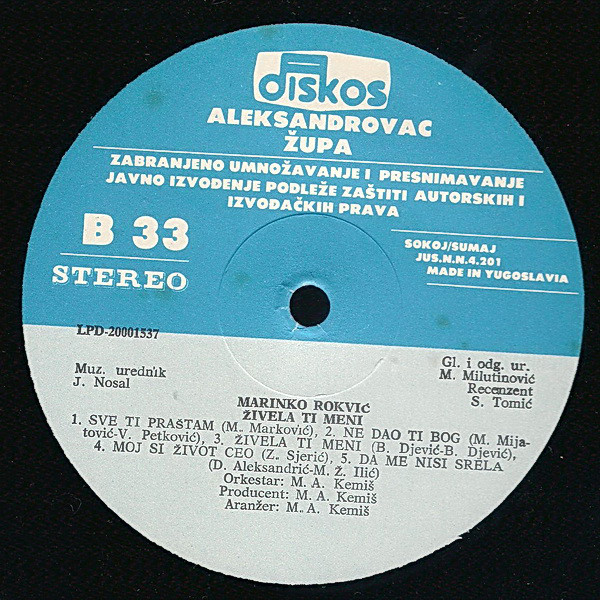 diskos
ALEKSANDROVAC
ŽUPA
ZABRANJENO UMNOŽAVANJE I PRESNIMAVANJE
JAVNO IZVOĐENJE PODLEŽE ZAŠTITI AUTORSKIH I
IZVOĐAČKIH PRAVA
B 33
STEREO
SOKOJ/SUMAJ
JUS.N.N.4.201
MADE IN YUGOSLAVIA
LPD-20001537
Muz. urednik
J. Nosal
Gl. i odg. ur.
M. Milutinović
Recenzent
S. Tomić
MARINKO ROKVIĆ
ŽIVELA TI MENI
1. SVE TI PRAŠTAM (M. Marković), 2. NE DAO TI BOG (M. Mija-
tović-V. Petković), 3. ŽIVELA TI MENI (B. Djević-B. Djević),
4. MOJ SI ŽIVOT CEO (Z. Sjerić), 5. DA ME NISI SRELA
(D. Aleksandrić-M. Ž. Ilić)
Orkestar: M. A. Kemiš
Producent: M. A. Kemiš
Aranžer: M. A. Kemiš